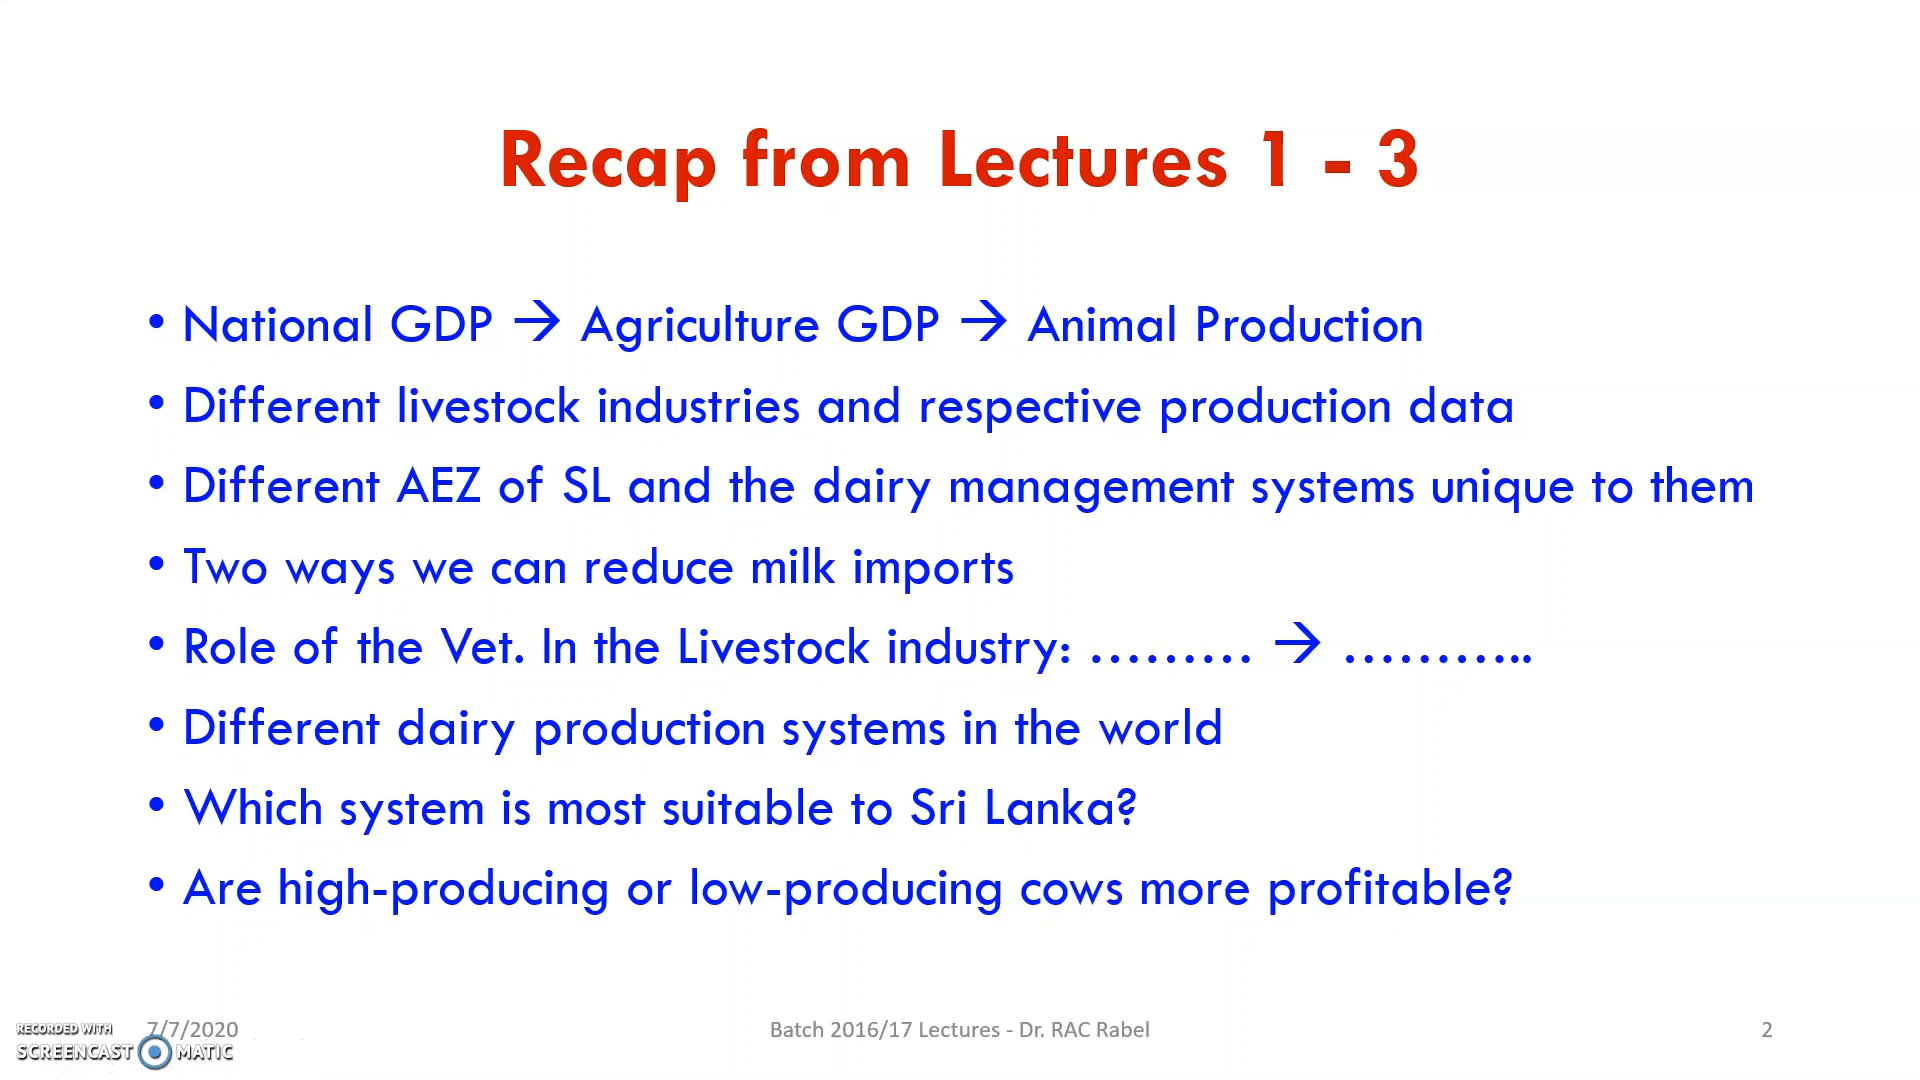 Recap from Lectures 1 - 3
• National GDP → Agriculture GDP → Animal Production
• Different livestock industries and respective production data
• Different AEZ of SL and the dairy management systems unique to them
• Two ways we can reduce milk imports
• Role of the Vet. In the Livestock industry: ……… → ………..
• Different dairy production systems in the world
• Which system is most suitable to Sri Lanka?
• Are high-producing or low-producing cows more profitable?
RECORDED WITH
SCREENCAST MATIC
7/7/2020
Batch 2016/17 Lectures - Dr. RAC Rabel
2